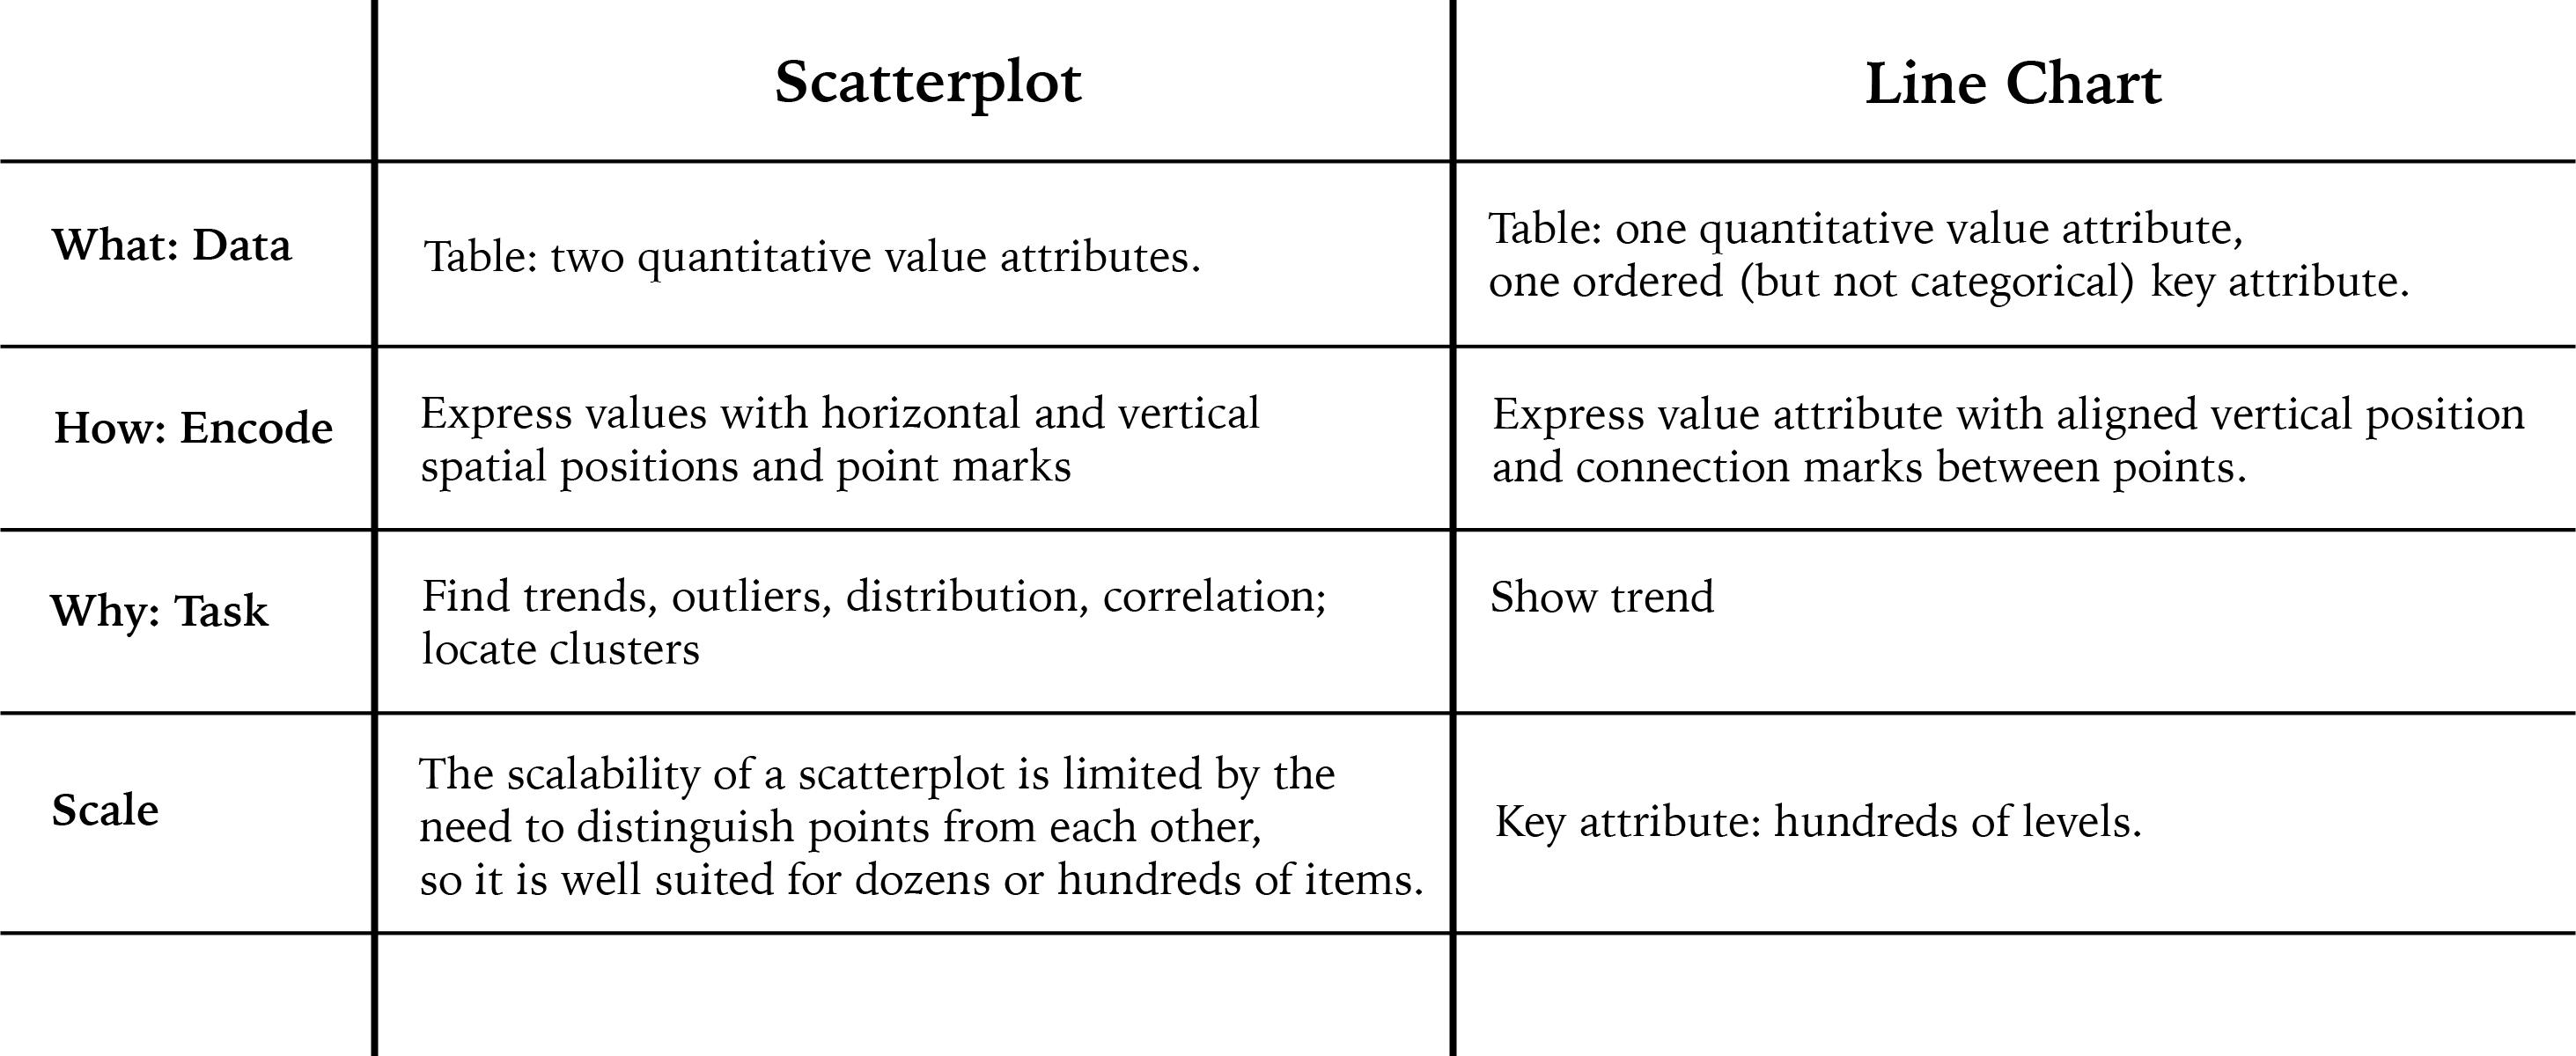 Scatterplot
Line Chart
What: Data
Table: two quantitative value attributes.
Table: one quantitative value attribute,
one ordered (but not categorical) key attribute.
How: Encode
Express values with horizontal and vertical
spatial positions and point marks
Express value attribute with aligned vertical position
and connection marks between points.
Why: Task
Find trends, outliers, distribution, correlation;
locate clusters
Show trend
Scale
The scalability of a scatterplot is limited by the
need to distinguish points from each other,
so it is well suited for dozens or hundreds of items.
Key attribute: hundreds of levels.